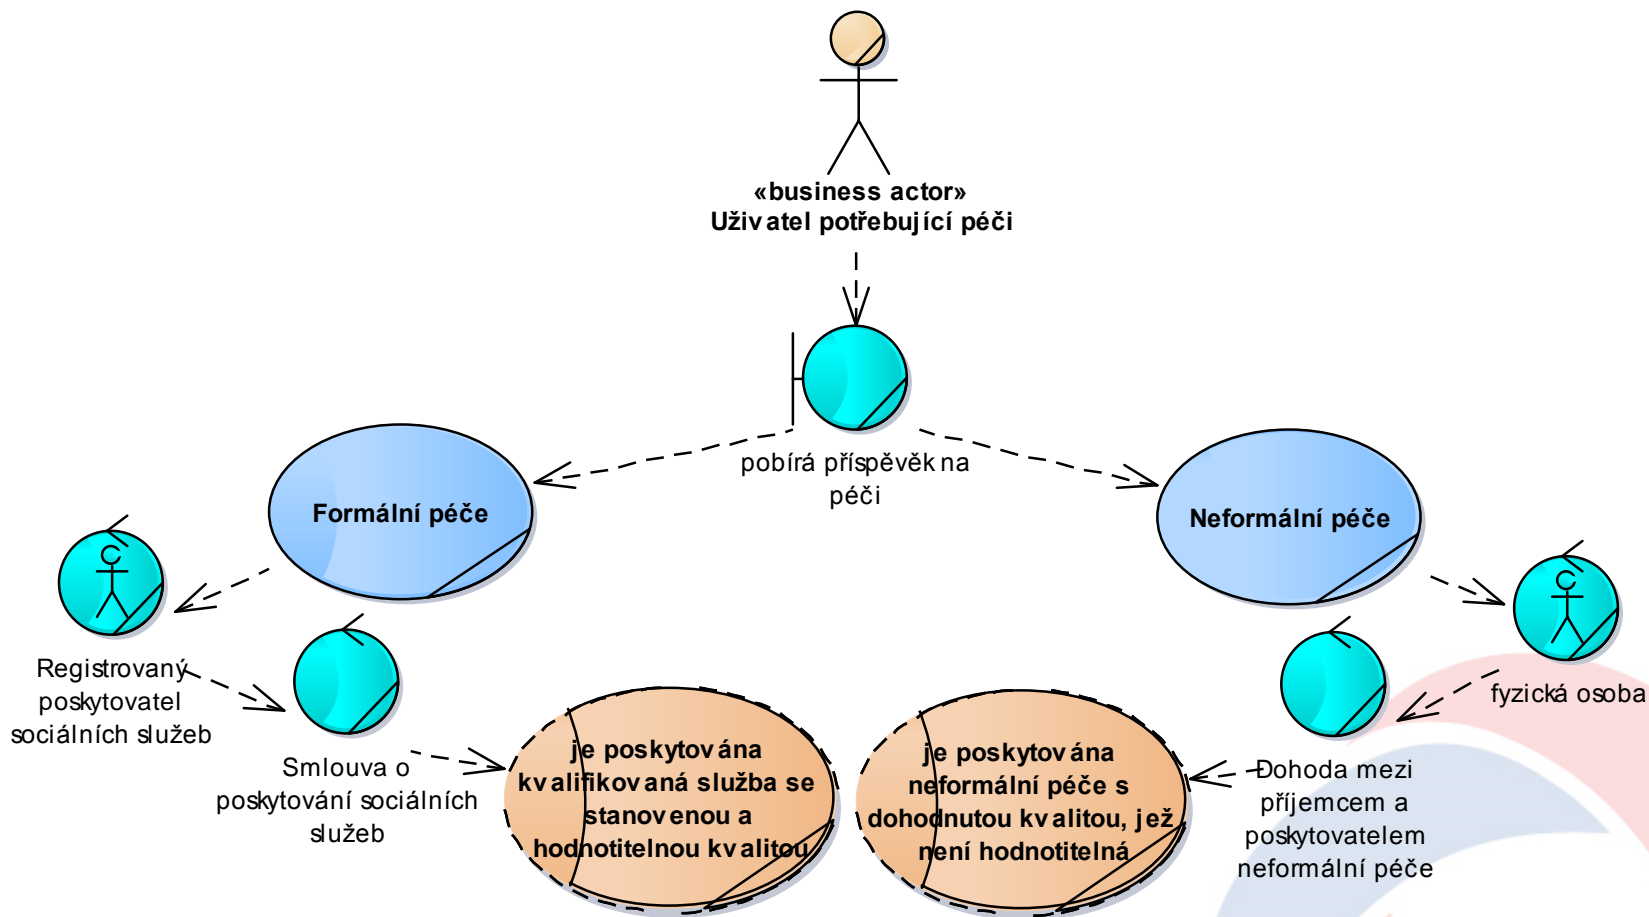 «business actor»
Uživatel potřebující péči
pobírá příspěvěk na
péči
Formální péče
Neformální péče
Registrovaný
poskytovatel
sociálních služeb
fyzická osoba
Smlouva o
poskytování sociálních
služeb
je poskytována
kvalifikovaná služba se
stanovenou a
hodnotitelnou kvalitou
je poskytována
neformální péče s
dohodnutou kvalitou, jež
není hodnotitelná
Dohoda mezi
příjemcem a
poskytovatelem
neformální péče